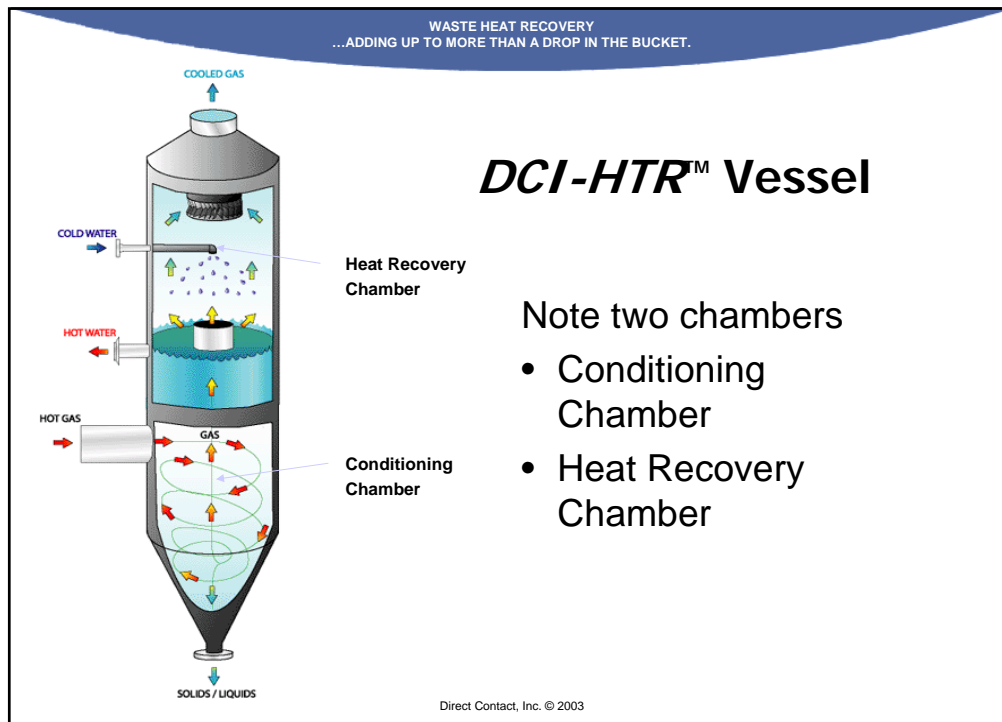 WASTE HEAT RECOVERY
…ADDING UP TO MORE THAN A DROP IN THE BUCKET.
COOLED GAS
DCI-HTR™ Vessel
COLD WATER
Heat Recovery
Chamber
HOT WATER
Note two chambers
• Conditioning
Chamber
• Heat Recovery
Chamber
HOT GAS
GAS
Conditioning
Chamber
SOLIDS / LIQUIDS
Direct Contact, Inc. © 2003